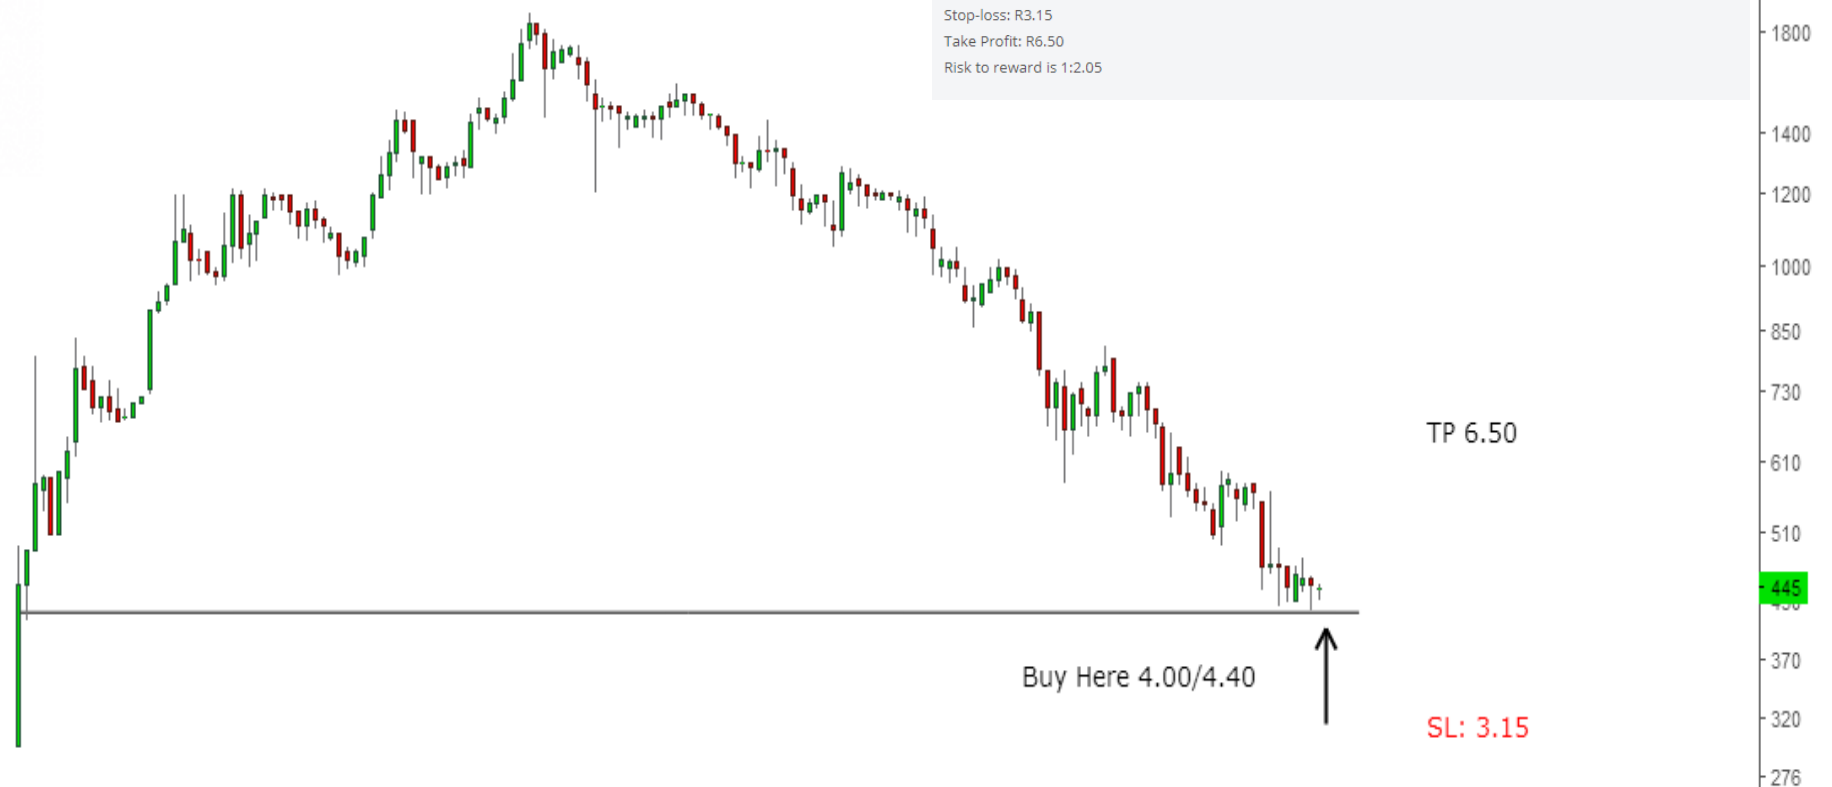 Stop-loss: R3.15
Take Profit: R6.50
Risk to reward is 1:2.05
1800
1400
1200
1000
850
730
TP 6.50
610
510
445
370
Buy Here 4.00/4.40
320
SL: 3.15
276